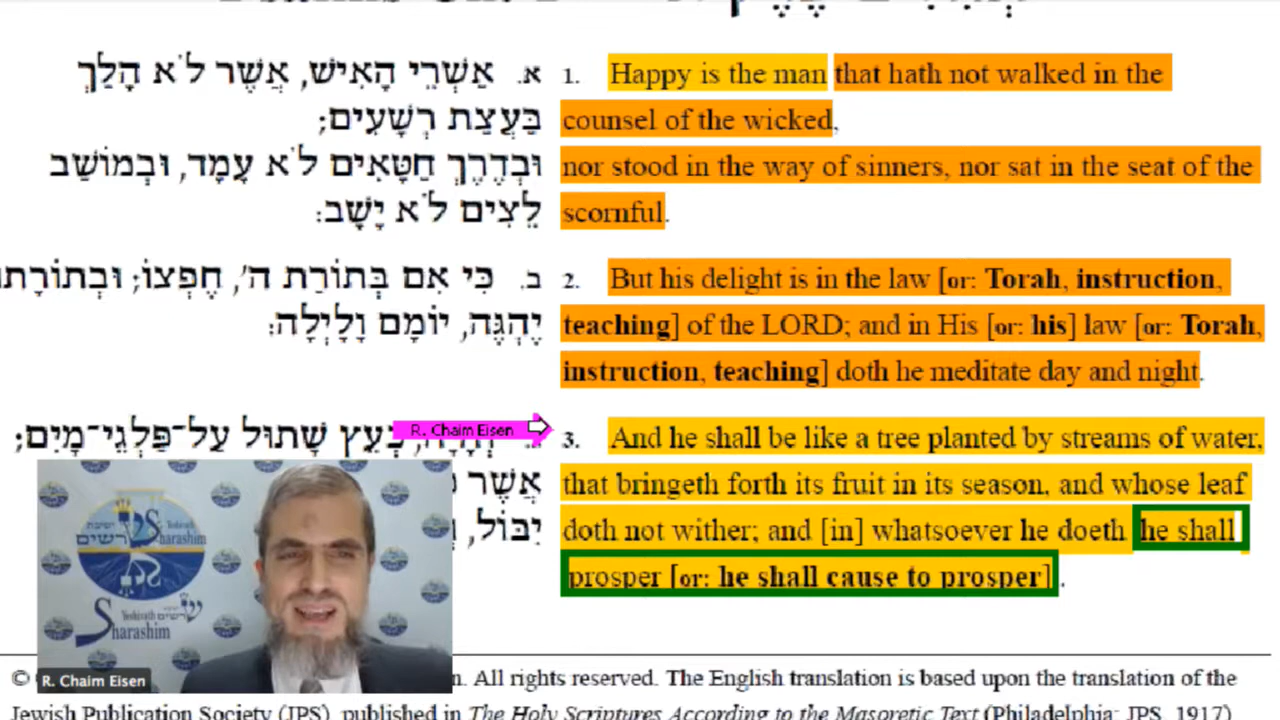 א. אַשְׁרֵי הָאִישׁ, אֲשֶׁר לֹא הָלַךְ
בַּעֲצַת רְשָׁעִים;
וּבְדֶרֶךְ חַטָּאִים לֹא עָמָד, וּבְמוֹשַׁב
לֵצִים לֹא יָשָׁב:
1. Happy is the man that hath not walked in the
counsel of the wicked,
nor stood in the way of sinners, nor sat in the seat of the
scornful.
ב. כִּי אִם בְּתוֹרַת ה', חֶפְצוֹ; וּבְתוֹרָתוֹ
יֶהְגֶּה, יוֹמָם וָלָיְלָה:
2. But his delight is in the law [or: Torah, instruction,
teaching] of the LORD; and in His [or: his] law [or: Torah,
instruction, teaching] doth he meditate day and night.
כְּעֵץ שָׁתוּל עַל־פַּלְגֵי־מָיִם;
אֲשֶׁר
יִבּוֹל,
R. Chaim Eisen
3. And he shall be like a tree planted by streams of water,
that bringeth forth its fruit in its season, and whose leaf
doth not wither; and [in] whatsoever he doeth he shall
prosper [or: he shall cause to prosper].
ישיבת
שרשים
Yeshivath
Sharashim
Yeshivath שרשים
Sharashim
R. Chaim Eisen
© n. All rights reserved. The English translation is based upon the translation of the
Jewish Publication Society (JPS), published in The Holy Scriptures According to the Masoretic Text (Philadelphia: JPS, 1917)